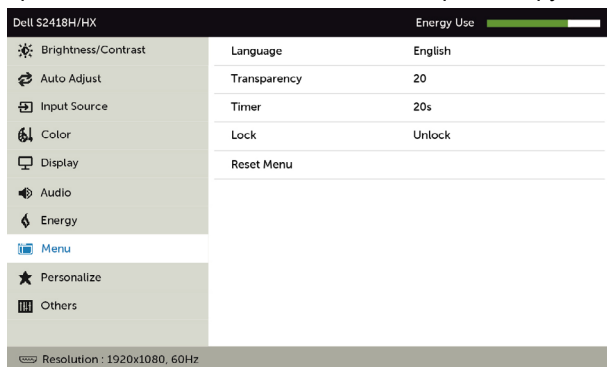 Dell S2418H/HX Energy Use
Brightness/Contrast Language English
Auto Adjust Transparency 20
Input Source Timer 20s
Color Lock Unlock
Display Reset Menu
Audio
Energy
Menu
Personalize
Others
Resolution : 1920x1080, 60Hz